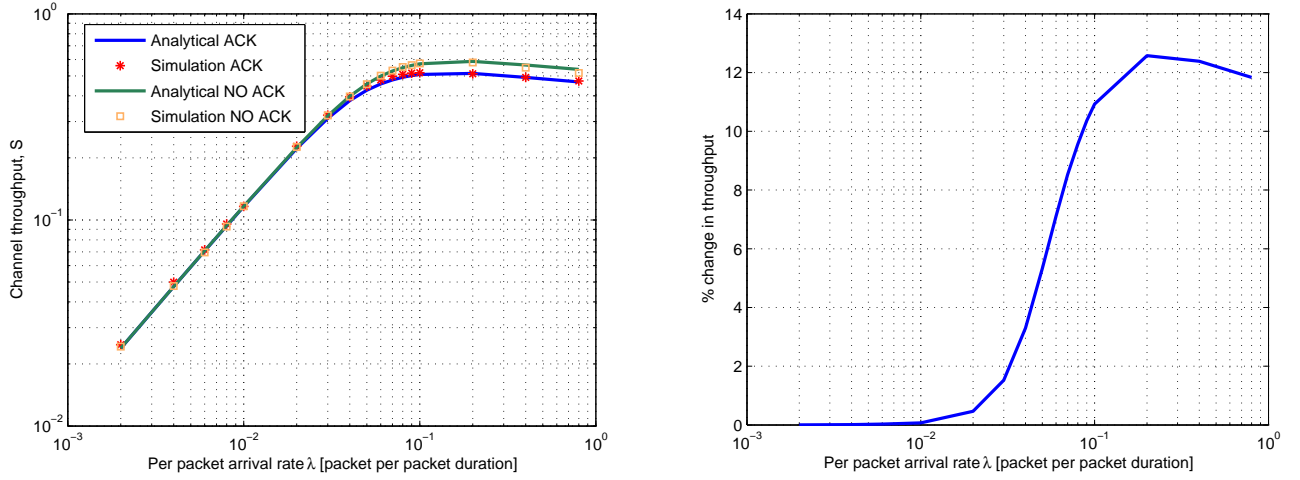 10^0
10^−1
10^−2
Channel throughput, S
Analytical ACK
Simulation ACK
Analytical NO ACK
Simulation NO ACK
10^−3 10^−2 10^−1 10^0
Per packet arrival rate λ [packet per packet duration]
14
12
10
8
6
4
2
0
% change in throughput
10^−3 10^−2 10^−1 10^0
Per packet arrival rate λ [packet per packet duration]